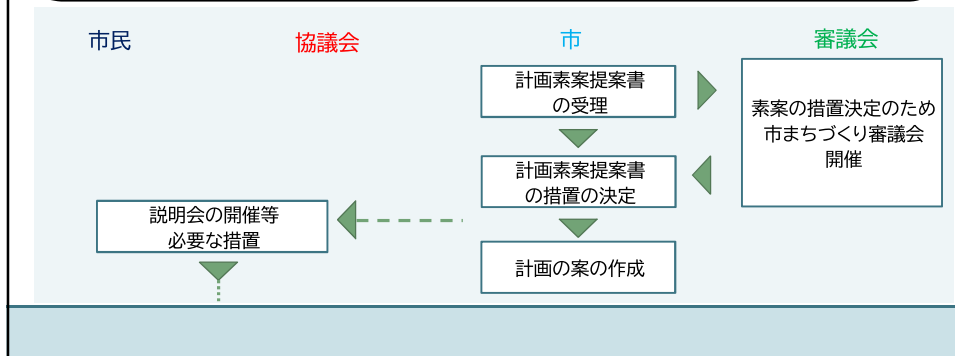 市民
協議会
市
審議会
計画素案提案書
の受理
素案の措置決定のため
市まちづくり審議会
開催
計画素案提案書
の措置の決定
説明会の開催等
必要な措置
計画の案の作成